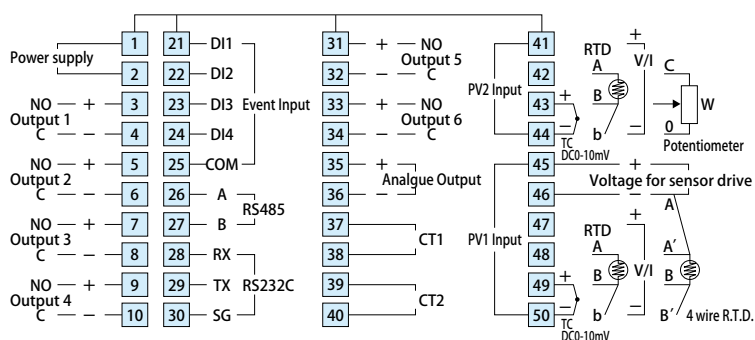 1 21 DI1 31 + NO 41 RTD + C
Power supply Output 5 A V/I
2 22 DI2 32 − C 42
NO + 3 23 DI3 Event Input 33 + NO PV2 Input 43 + B W
Output 1 Output 6
C − 4 24 DI4 34 − C 44 − b − 0
TC
DC0-10mV
Potentiometer
NO + 5 25 COM 35 + 45 + −
Output 2 Analgue Output Voltage for sensor drive
C − 6 26 A 36 − 46 − A
RS485
NO + 7 27 B 37 47 RTD +
Output 3 CT1 PV1 Input A A′
C − 8 28 RX 38 48 V/I
NO + 9 29 TX RS232C 39 49 + B B
Output 4 CT2
C − 10 30 SG 40 50 − b − B′ 4 wire R.T.D.
TC
DC0-10mV